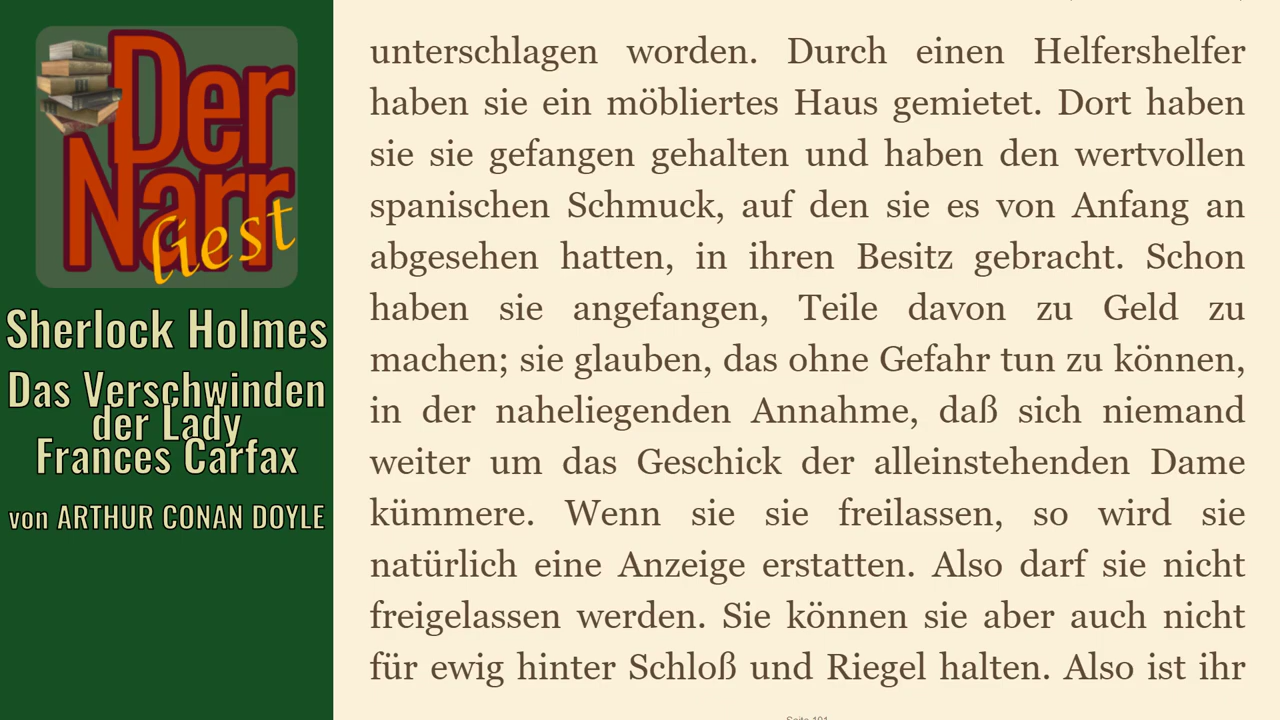 Der
Narr
liest
Sherlock Holmes
Das Verschwinden
der Lady
Frances Carfax
von ARTHUR CONAN DOYLE
unterschlagen worden. Durch einen Helfershelfer
haben sie ein möbliertes Haus gemietet. Dort haben
sie sie gefangen gehalten und haben den wertvollen
spanischen Schmuck, auf den sie es von Anfang an
abgesehen hatten, in ihren Besitz gebracht. Schon
haben sie angefangen, Teile davon zu Geld zu
machen; sie glauben, das ohne Gefahr tun zu können,
in der naheliegenden Annahme, daß sich niemand
weiter um das Geschick der alleinstehenden Dame
kümmere. Wenn sie sie freilassen, so wird sie
natürlich eine Anzeige erstatten. Also darf sie nicht
freigelassen werden. Sie können sie aber auch nicht
für ewig hinter Schloß und Riegel halten. Also ist ihr